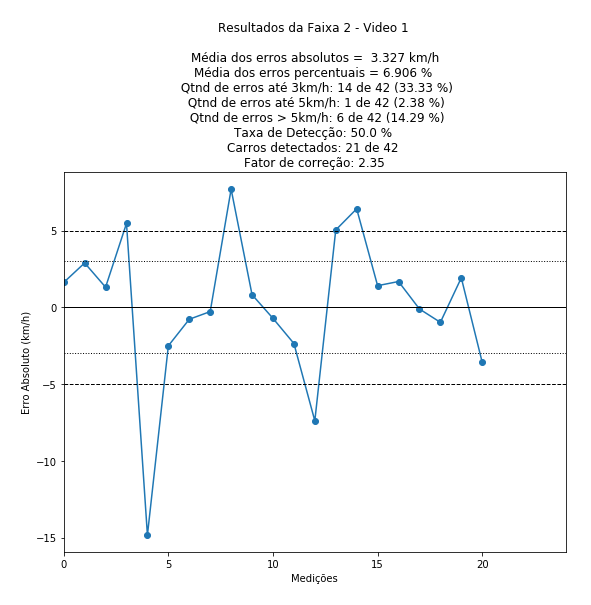 Resultados da Faixa 2 - Video 1
Média dos erros absolutos =  3.327 km/h
Média dos erros percentuais = 6.906 %
Qtnd de erros até 3km/h: 14 de 42 (33.33 %)
Qtnd de erros até 5km/h: 1 de 42 (2.38 %)
Qtnd de erros > 5km/h: 6 de 42 (14.29 %)
Taxa de Detecção: 50.0 %
Carros detectados: 21 de 42
Fator de correção: 2.35
5
0
−5
−10
−15
Erro Absoluto (km/h)
0 5 10 15 20
Medições